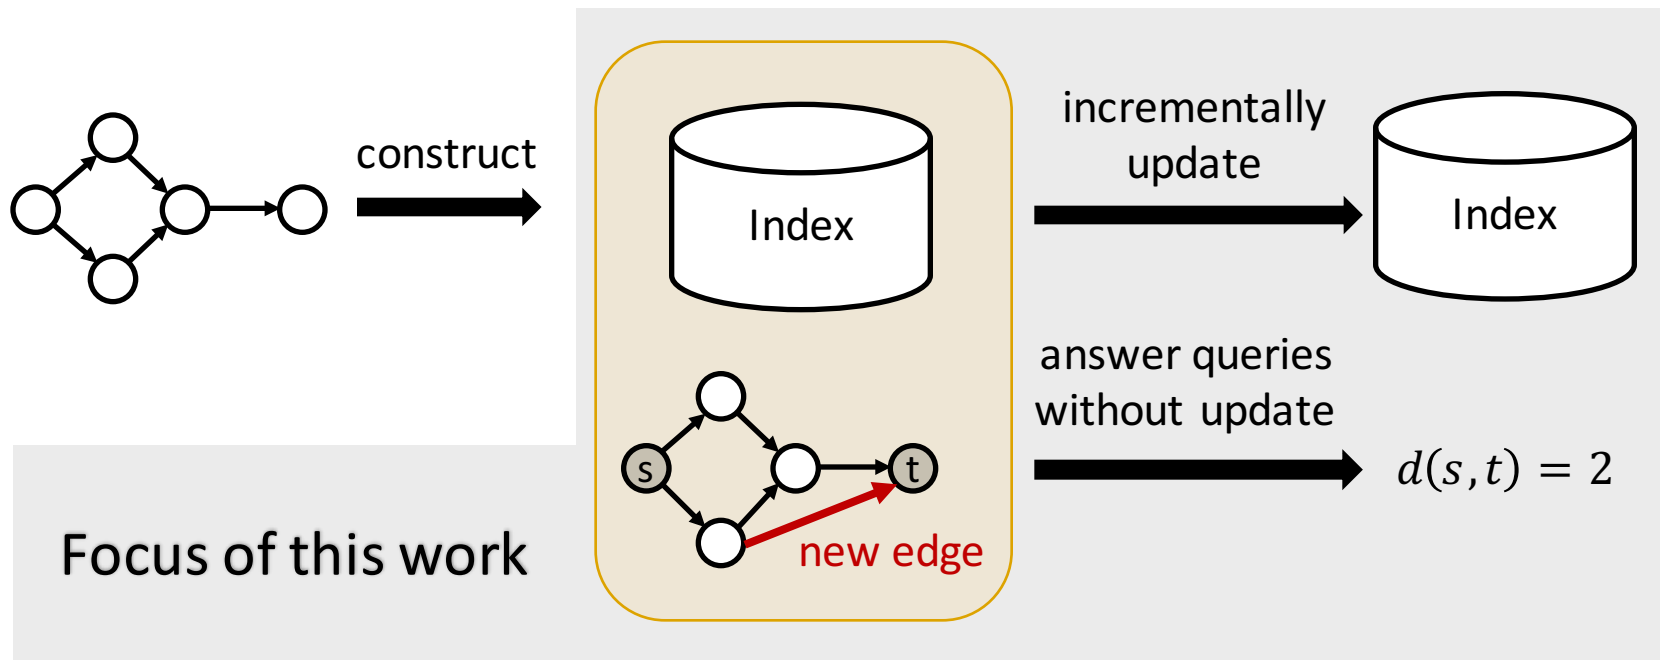 construct
Index
incrementally
update
Index
answer queries
without update
s
t
d(s,t) = 2
new edge
Focus of this work